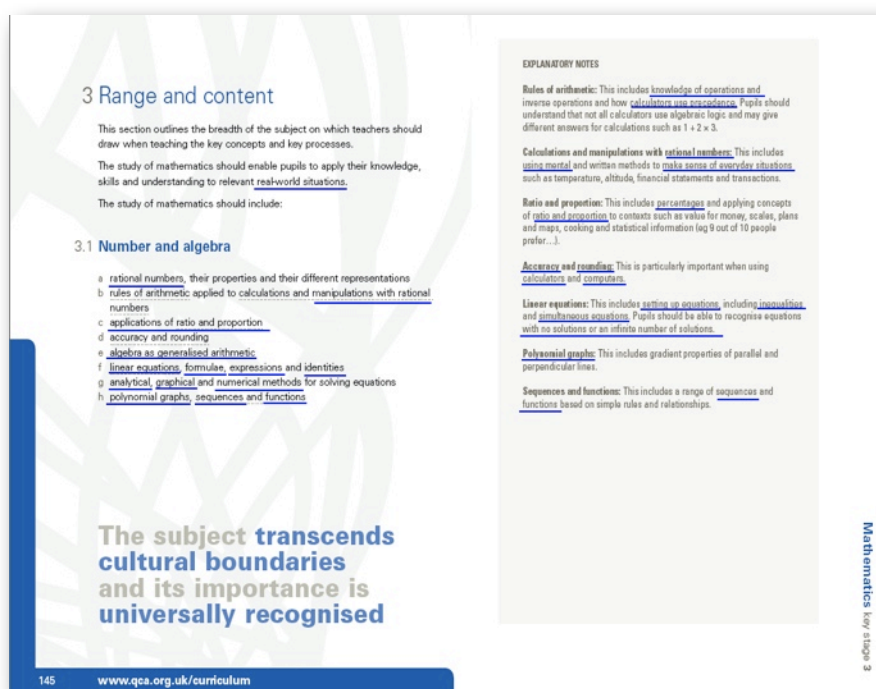 3 Range and content
This section outlines the breadth of the subject on which teachers should
draw when teaching the key concepts and key processes.
The study of mathematics should enable pupils to apply their knowledge,
skills and understanding to relevant real-world situations.
The study of mathematics should include:
3.1 Number and algebra
a rational numbers, their properties and their different representations
b rules of arithmetic applied to calculations and manipulations with rational
numbers
c applications of ratio and proportion
d accuracy and rounding
e algebra as generalised arithmetic
f linear equations, formulae, expressions and identities
g analytical, graphical and numerical methods for solving equations
h polynomial graphs, sequences and functions
The subject transcends
cultural boundaries
and its importance is
universally recognised
145 www.qca.org.uk/curriculum
EXPLANATORY NOTES
Rules of arithmetic: This includes knowledge of operations and
inverse operations and how calculators use precedence. Pupils should
understand that not all calculators use algebraic logic and may give
different answers for calculations such as 1 + 2 × 3.
Calculations and manipulations with rational numbers: This includes
using mental and written methods to make sense of everyday situations
such as temperature, altitude, financial statements and transactions.
Ratio and proportion: This includes percentages and applying concepts
of ratio and proportion to contexts such as value for money, scales, plans
and maps, cooking and statistical information (eg 9 out of 10 people
prefer…).
Accuracy and rounding: This is particularly important when using
calculators and computers.
Linear equations: This includes setting up equations, including inequalities
and simultaneous equations. Pupils should be able to recognise equations
with no solutions or an infinite number of solutions.
Polynomial graphs: This includes gradient properties of parallel and
perpendicular lines.
Sequences and functions: This includes a range of sequences and
functions based on simple rules and relationships.
Mathematics key stage 3